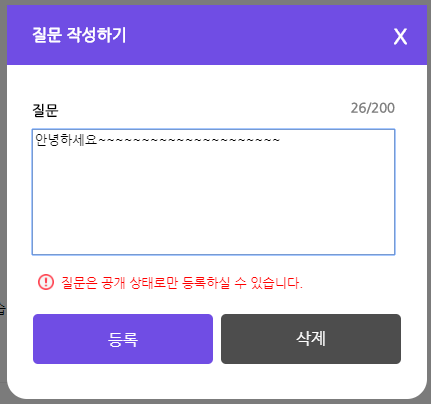 질문 작성하기 X
질문 26/200
안녕하세요~~~~~~~~~~~~~~~~~~~~~
질문은 공개 상태로만 등록하실 수 있습니다.
등록 삭제